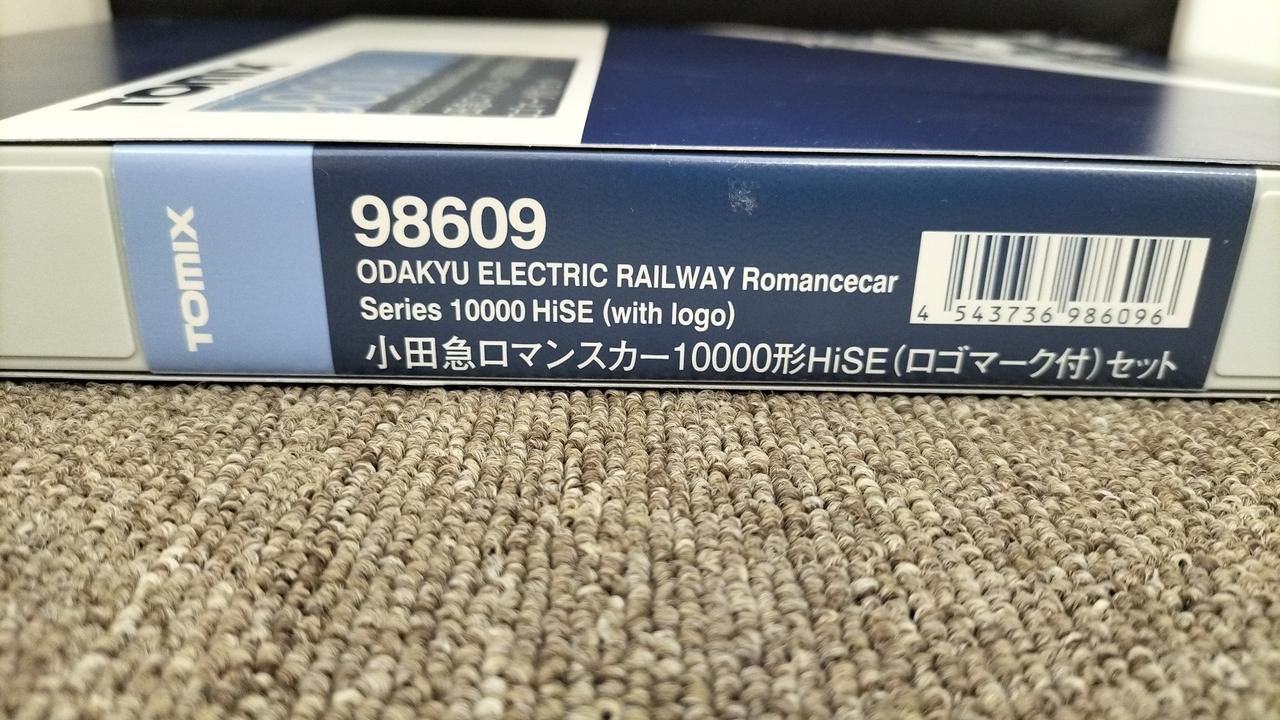 TOMIX
TOMIX
98609
ODAKYU ELECTRIC RAILWAY Romancecar
Series 10000 HiSE (with logo)
小田急ロマンスカー10000形HiSE(ロゴマーク付)セット
4 543736 986096